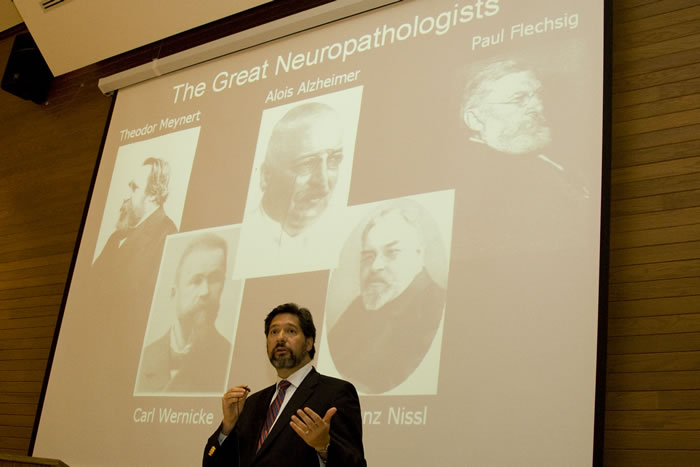 The Great Neuropathologists
Theodor Meynert
Alois Alzheimer
Paul Flechsig
Carl Wernicke
nz Nissl